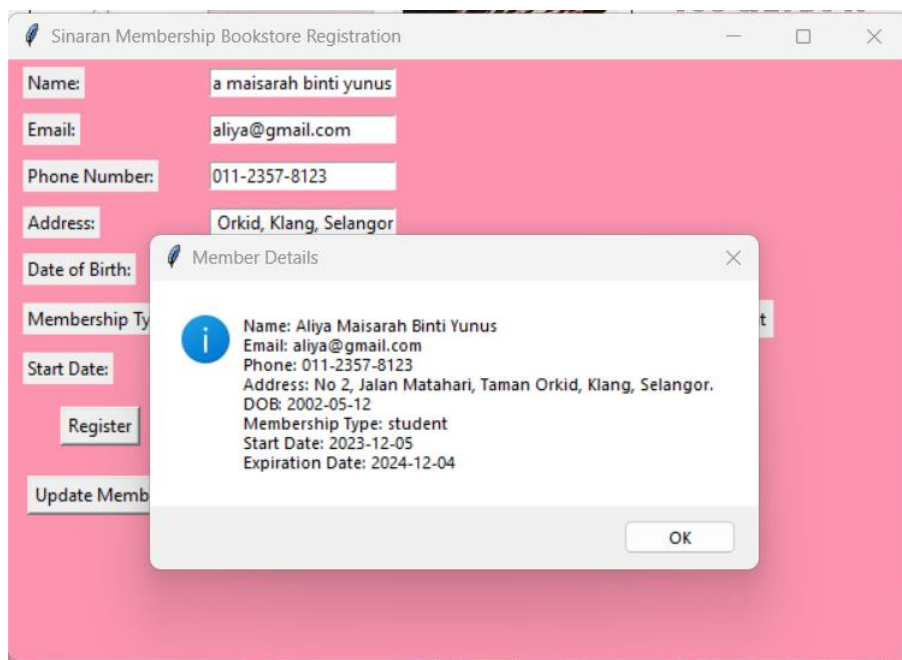 Sinaran Membership Bookstore Registration
Name:
a maisarah binti yunus
Email:
aliya@gmail.com
Phone Number:
011-2357-8123
Address:
Orkid, Klang, Selangor
Date of Birth:
Membership Ty
t
Start Date:
Register
Update Memb
Member Details
Name: Aliya Maisarah Binti Yunus
Email: aliya@gmail.com
Phone: 011-2357-8123
Address: No 2, Jalan Matahari, Taman Orkid, Klang, Selangor.
DOB: 2002-05-12
Membership Type: student
Start Date: 2023-12-05
Expiration Date: 2024-12-04
OK